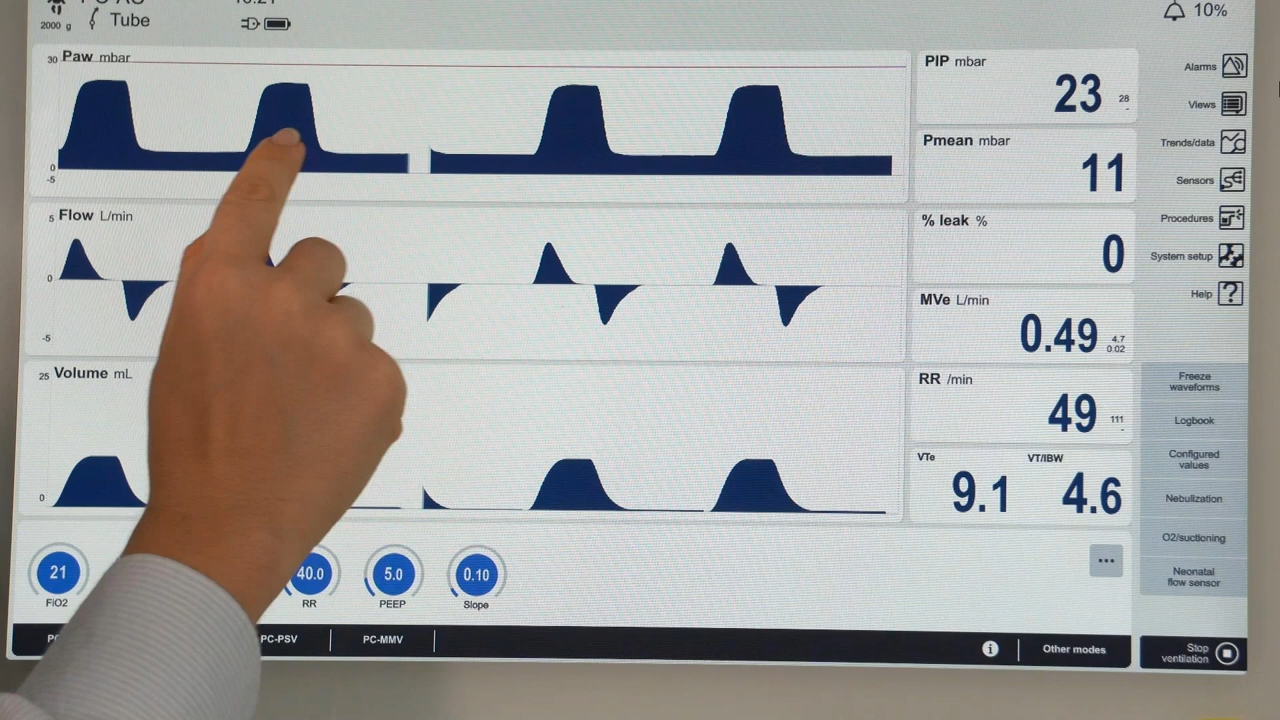 2000 g
Tube
10%
30 Paw mbar
0
-5
5 Flow L/min
0
-5
25 Volume mL
0
PIP mbar
23
28
-
Pmean mbar
11
% leak %
0
MVe L/min
0.49
4.7
0.02
RR /min
49
111
-
VTe
9.1
VT/IBW
4.6
Alarms
Views
Trends/data
Sensors
Procedures
System setup
Help
?
Freeze
waveforms
Logbook
Configured
values
Nebulization
O2/suctioning
Neonatal
flow sensor
21
FiO2
40.0
RR
5.0
PEEP
0.10
Slope
...
PC-PSV
PC-MMV
i
Other modes
Stop
ventilation